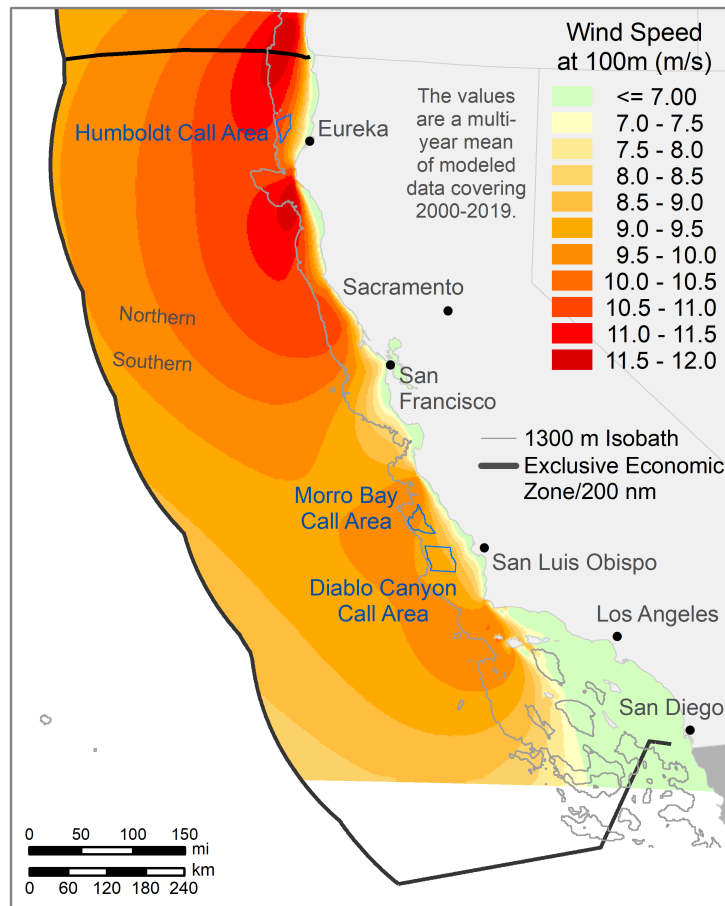 Wind Speed
at 100m (m/s)
<= 7.00
7.0 - 7.5
7.5 - 8.0
8.0 - 8.5
8.5 - 9.0
9.0 - 9.5
9.5 - 10.0
10.0 - 10.5
10.5 - 11.0
11.0 - 11.5
11.5 - 12.0
The values
are a multi-
year mean
of modeled
data covering
2000-2019.
Humboldt Call Area
Eureka
Sacramento
Northern
Southern
San
Francisco
1300 m Isobath
Exclusive Economic
Zone/200 nm
Morro Bay
Call Area
San Luis Obispo
Diablo Canyon
Call Area
Los Angeles
San Diego
0 50 100 150
mi
km
0 60 120 180 240